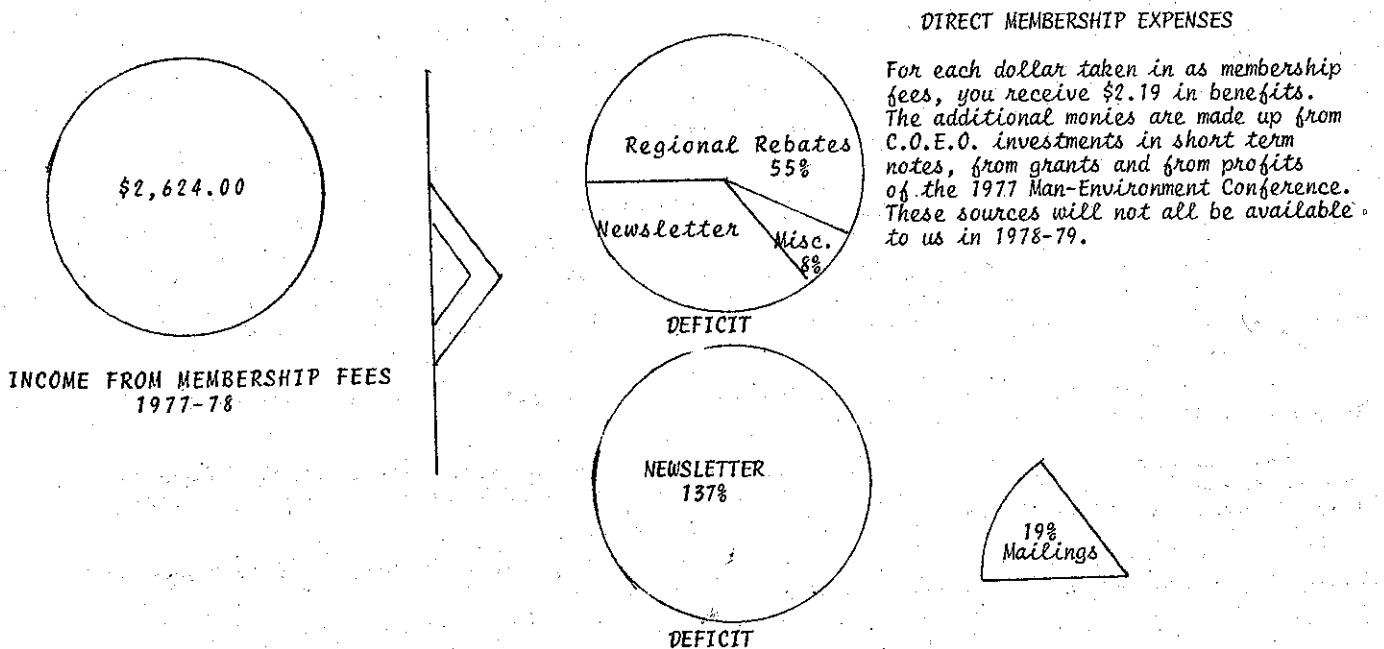 DIRECT MEMBERSHIP EXPENSES
For each dollar taken in as membership
fees, you receive $2.19 in benefits.
The additional monies are made up from
C.O.E.O. investments in short term
notes, from grants and from profits
of the 1977 Man-Environment Conference.
These sources will not all be available
to us in 1978-79.
$2,624.00
INCOME FROM MEMBERSHIP FEES
1977-78
Regional Rebates
55%
Newsletter
Misc.
8%
DEFICIT
NEWSLETTER
137%
DEFICIT
19%
Mailings